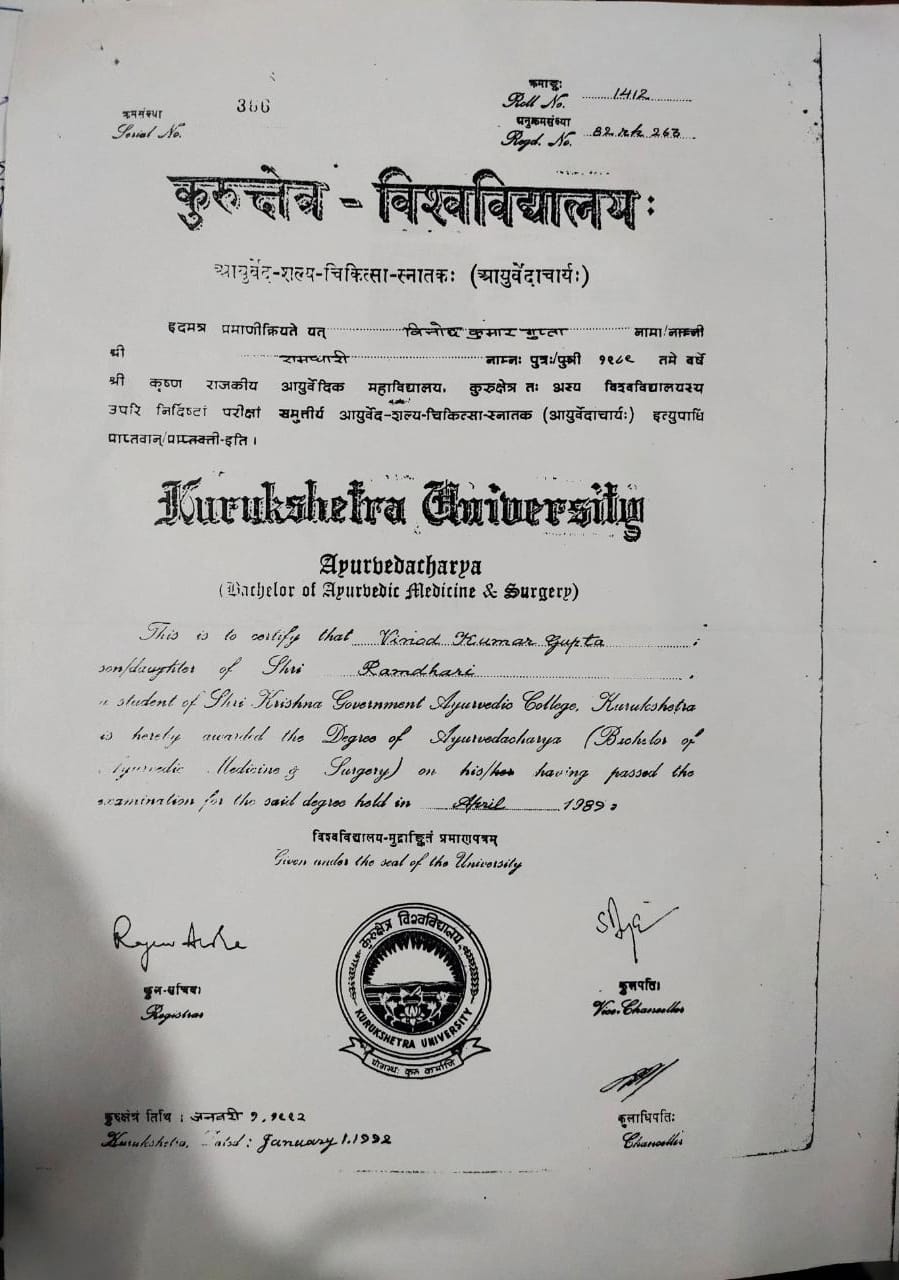 क्रमाङ्कः
366
1412
Roll No.
क्रमसंख्या
अनुक्रमसंख्या
Serial No.
Regd. No. 82
263
कुरुक्षेत्र - विश्वविद्यालयः
आयुर्वेद-शल्य-चिकित्सा-स्नातकः (आयुर्वेदाचार्यः)
इदमत्र प्रमाणीक्रियते यत् विनोद कुमार गुप्ता नामा/नाम्नी
श्री रामधारी नाम्नः पुत्रः/पुत्री १९८९ तमे वर्षे
श्री कृष्ण राजकीय आयुर्वेदिक महाविद्यालय, कुरुक्षेत्र तः अस्य विश्वविद्यालयस्य
उपरि निर्दिष्टां परीक्षां समुत्तीर्य आयुर्वेद-शल्य-चिकित्सा-स्नातक (आयुर्वेदाचार्यः) इत्युपाधि
प्राप्तवान्/प्राप्तवती-इति ।
Kurukshetra University
Ayurvedacharya
(Bachelor of Ayurvedic Medicine & Surgery)
This is to certify that Vinod Kumar Gupta
son/daughter of Shri Ramdhari
a student of Shri Krishna Government Ayurvedic College, Kurukshetra
is hereby awarded the Degree of Ayurvedacharya (Bachelor of
Ayurvedic Medicine & Surgery) on his/her having passed the
examination for the said degree held in April 1989.
विश्वविद्यालय-मुद्राङ्कितं प्रमाणपत्रम्
Given under the seal of the University
कुरुक्षेत्र विश्वविद्यालय
KURUKSHETRA UNIVERSITY
योगस्थः कुरु कर्माणि
कुल-सचिवः
Registrar
कुलपतिः
Vice-Chancellor
कुरुक्षेत्रं तिथि : जनवरी १, १९९२
Kurukshetra, Dated : January 1, 1992
कुलाधिपतिः
Chancellor